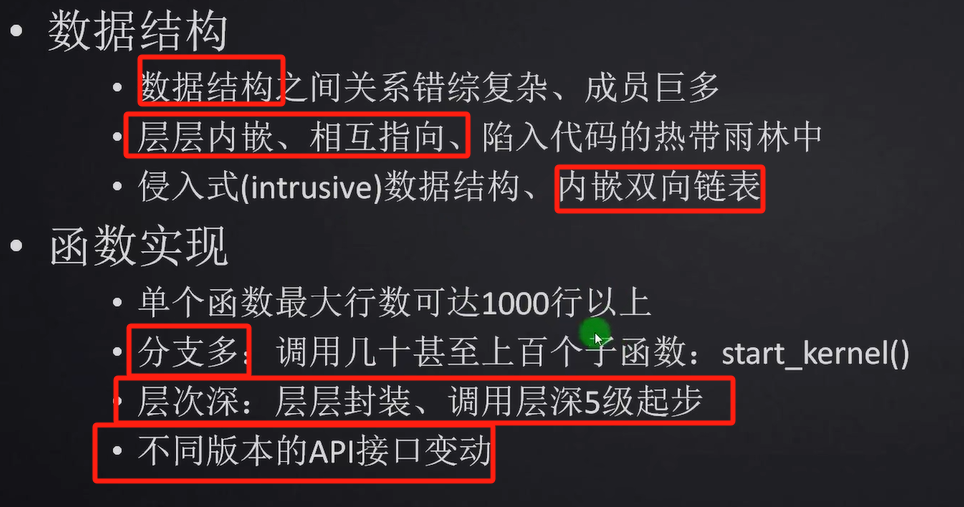 • 数据结构
• 数据结构之间关系错综复杂、成员巨多
• 层层内嵌、相互指向、陷入代码的热带雨林中
• 侵入式(intrusive)数据结构、内嵌双向链表
• 函数实现
• 单个函数最大行数可达1000行以上
• 分支多：调用几十甚至上百个子函数：start_kernel()
• 层次深：层层封装、调用层深5级起步
• 不同版本的API接口变动